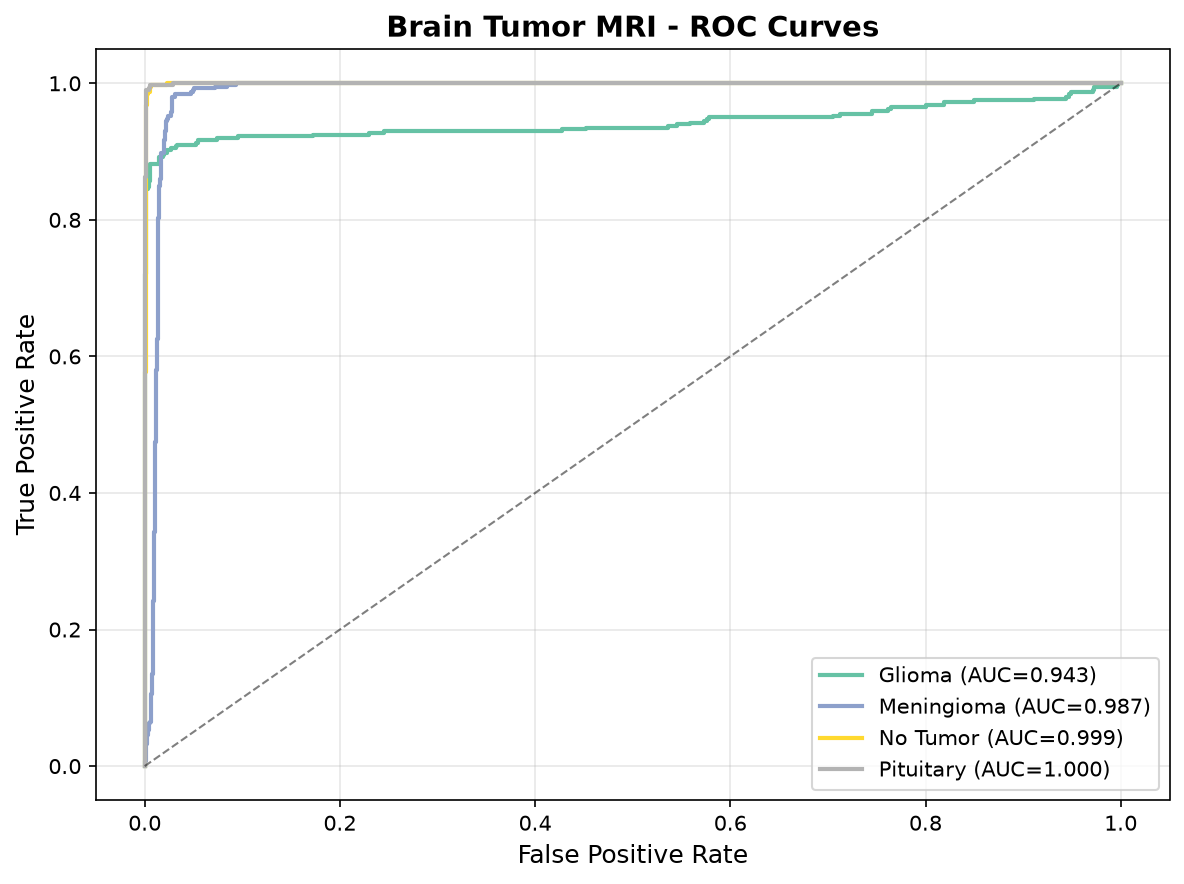 Brain Tumor MRI - ROC Curves
True Positive Rate
1.0
0.8
0.6
0.4
0.2
0.0
Glioma (AUC=0.943)
Meningioma (AUC=0.987)
No Tumor (AUC=0.999)
Pituitary (AUC=1.000)
0.0 0.2 0.4 0.6 0.8 1.0
False Positive Rate